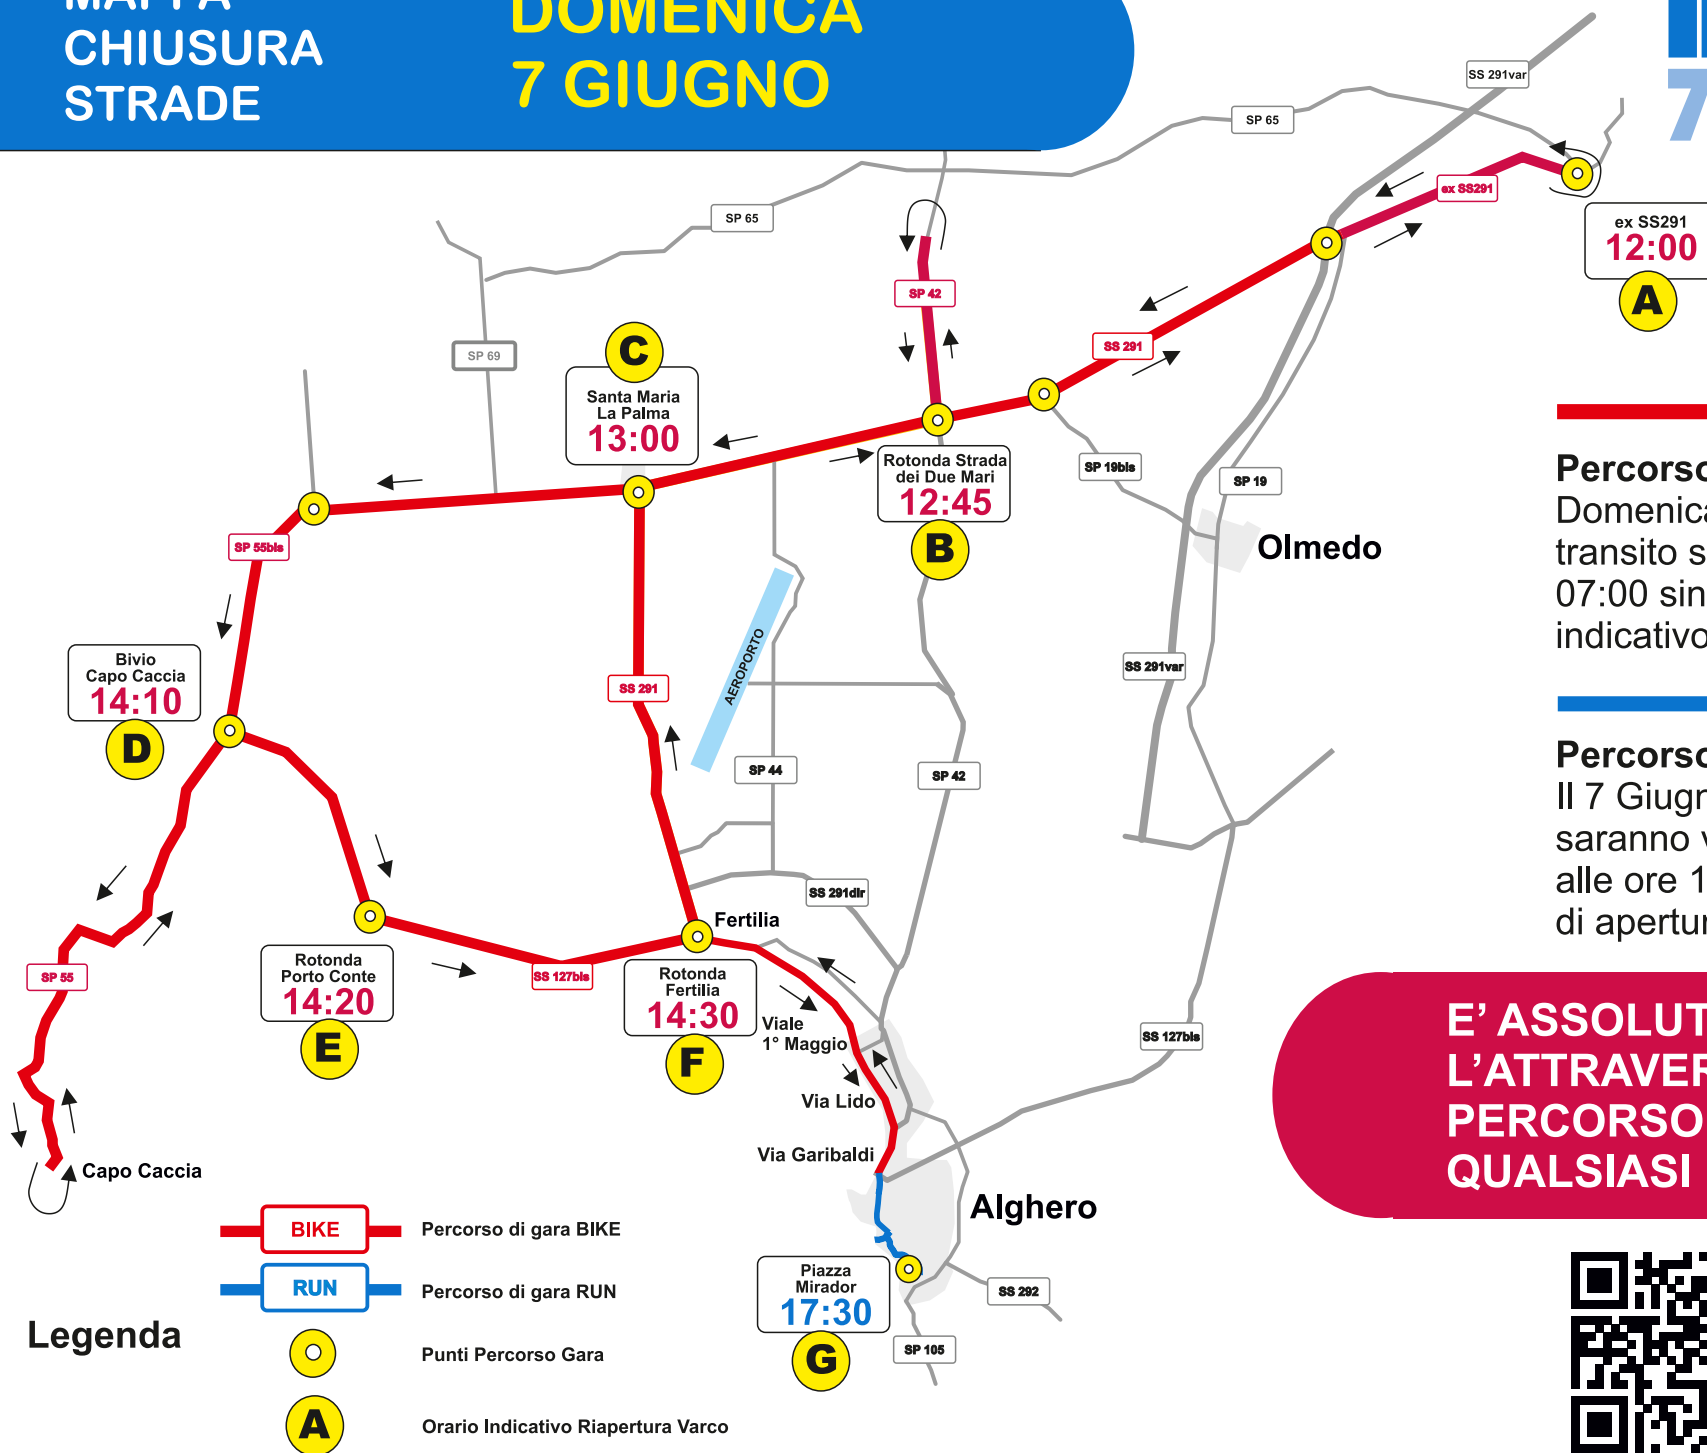 CHIUSURA
STRADE
DOMENICA
7 GIUGNO
7
SS 291var
SP 65
SP 65
ex SS291
ex SS291
12:00
A
SP 42
SP 69
SS 291
C
Santa Maria
La Palma
13:00
Rotonda Strada
dei Due Mari
12:45
B
SP 19bis
SP 19
Olmedo
SP 55bis
Bivio
Capo Caccia
14:10
D
SS 291
AEROPORTO
SS 291var
SP 44
SP 42
SS 291dir
Fertilia
SP 55
Rotonda
Porto Conte
14:20
E
SS 127bis
Rotonda
Fertilia
14:30
F
Viale
1° Maggio
Via Lido
Via Garibaldi
SS 127bis
Capo Caccia
Alghero
Piazza
Mirador
17:30
G
SS 292
SP 105
Percorso
Domenica
transito s
07:00 sin
indicativo
Percorso
Il 7 Giugn
saranno v
alle ore 1
di apertur
E' ASSOLUT
L'ATTRAVER
PERCORSO
QUALSIASI
Legenda
BIKE
Percorso di gara BIKE
RUN
Percorso di gara RUN
Punti Percorso Gara
A
Orario Indicativo Riapertura Varco